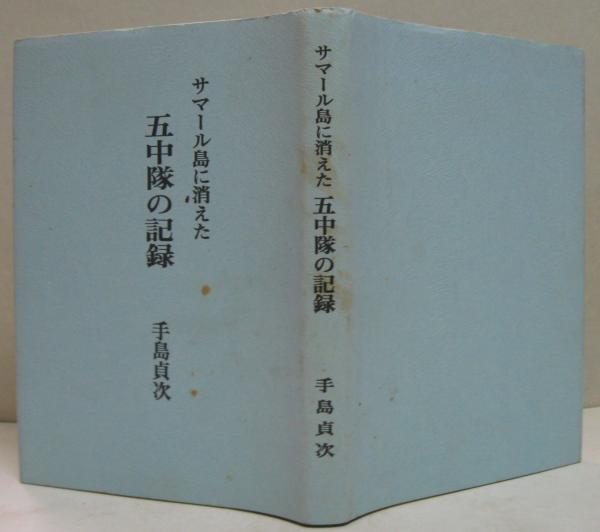 サマール島に消えた
五中隊の記録
手島貞次
サマール島に消えた 五中隊の記録 手島貞次